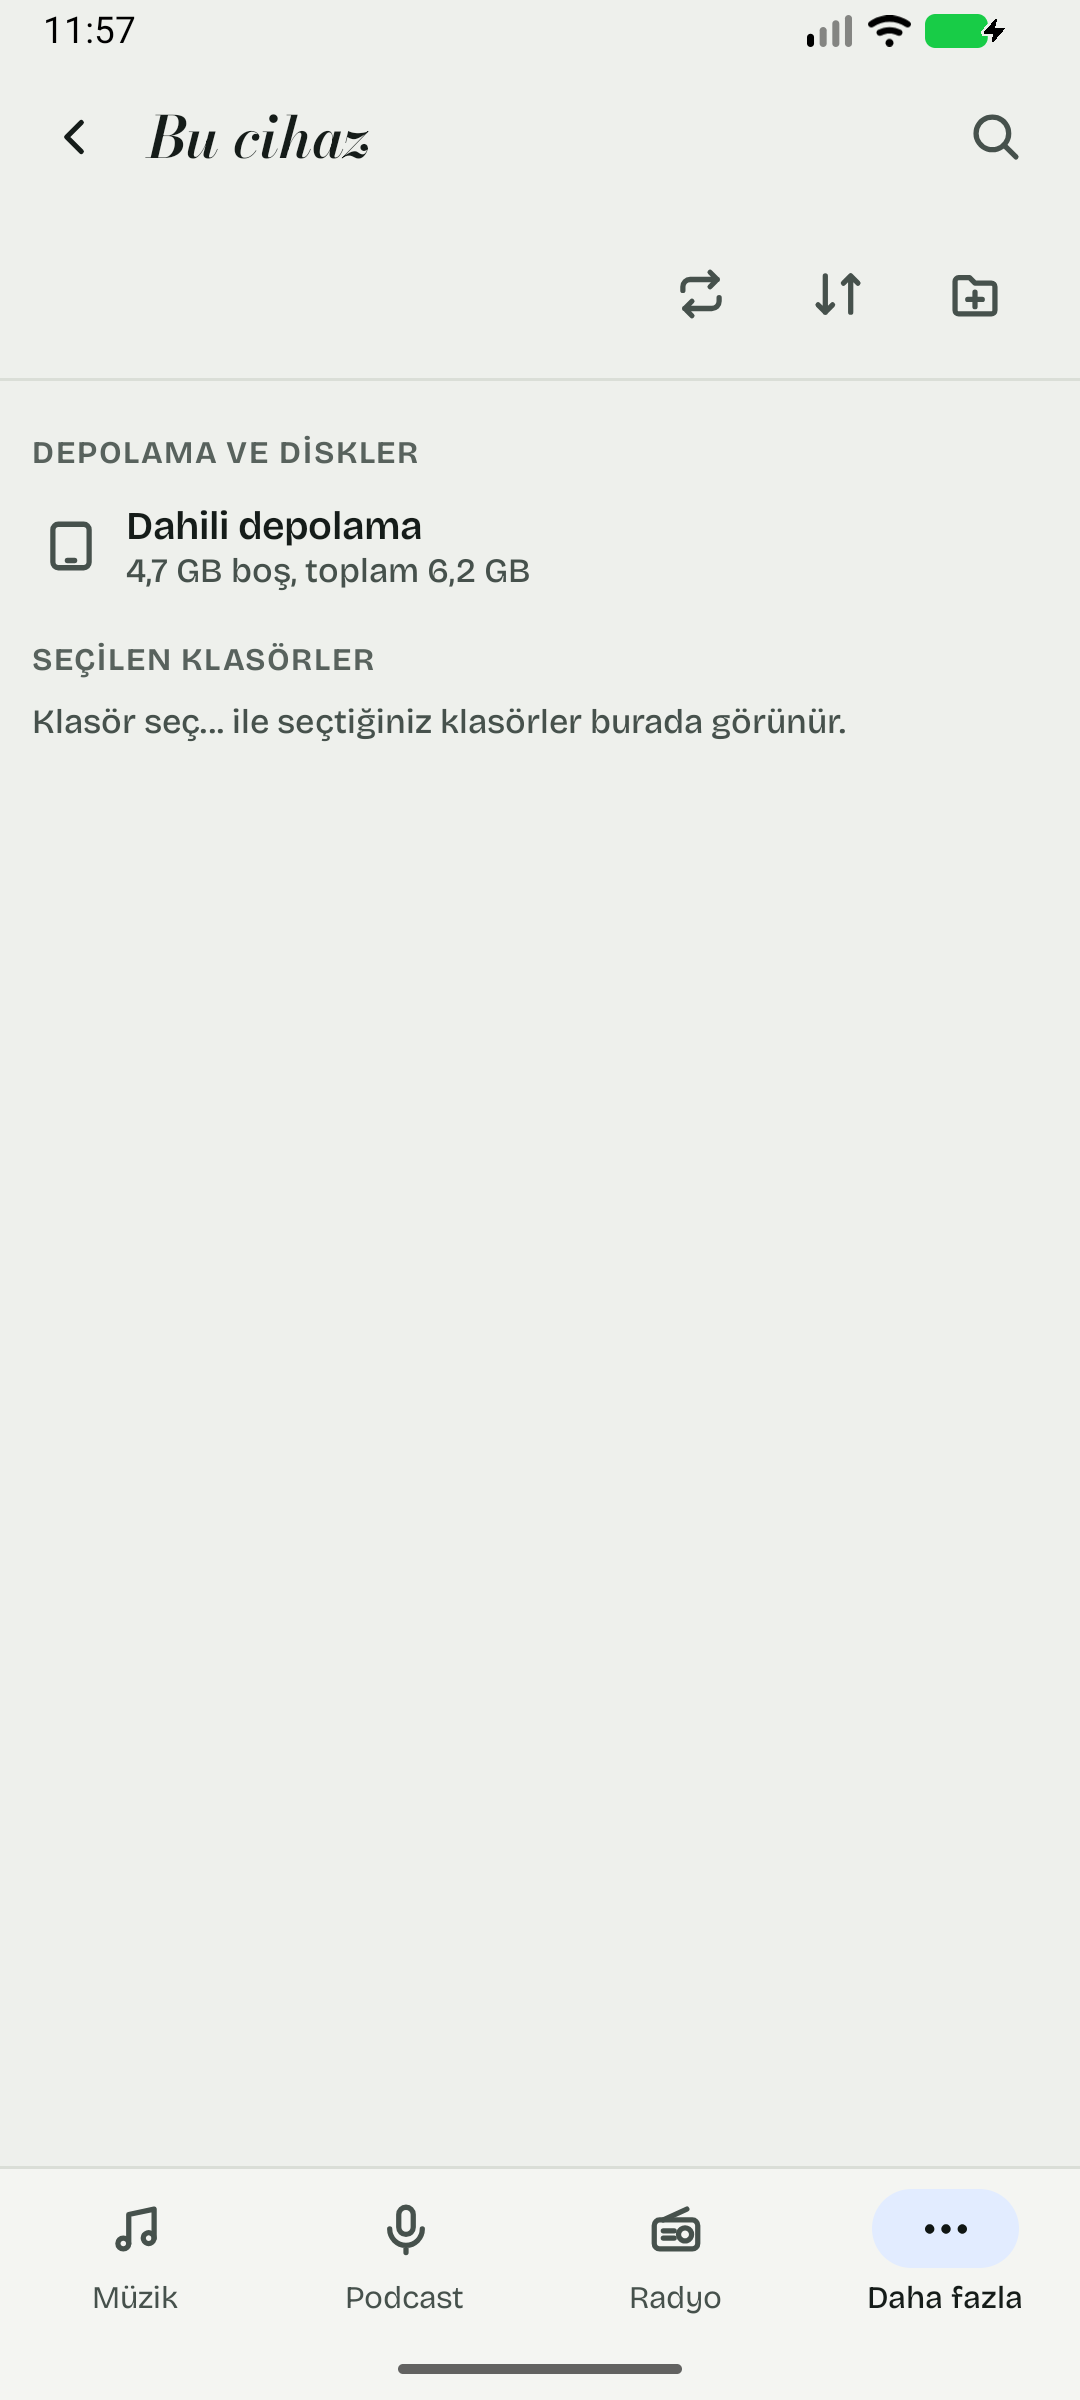 11:57
Bu cihaz
DEPOLAMA VE DİSKLER
Dahili depolama
4,7 GB boş, toplam 6,2 GB
SEÇİLEN KLASÖRLER
Klasör seç... ile seçtiğiniz klasörler burada görünür.
Müzik
Podcast
Radyo
Daha fazla